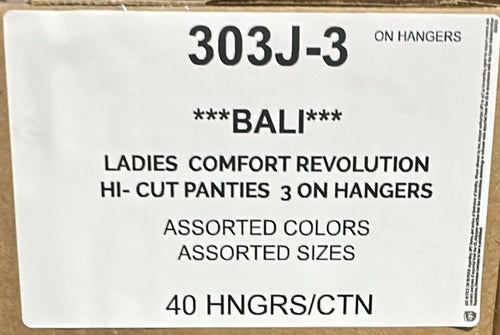 303J-3
ON HANGERS
***BALI***
LADIES COMFORT REVOLUTION
HI- CUT PANTIES 3 ON HANGERS
ASSORTED COLORS
ASSORTED SIZES
40 HNGRS/CTN